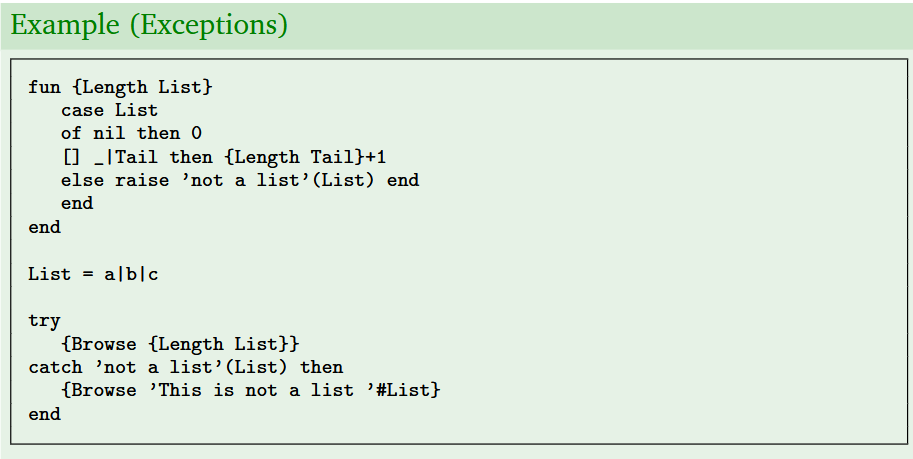 Example (Exceptions)
fun {Length List}
case List
of nil then 0
[] _|Tail then {Length Tail}+1
else raise ’not a list’(List) end
end
end
List = a|b|c
try
{Browse {Length List}}
catch ’not a list’(List) then
{Browse ’This is not a list ’#List}
end